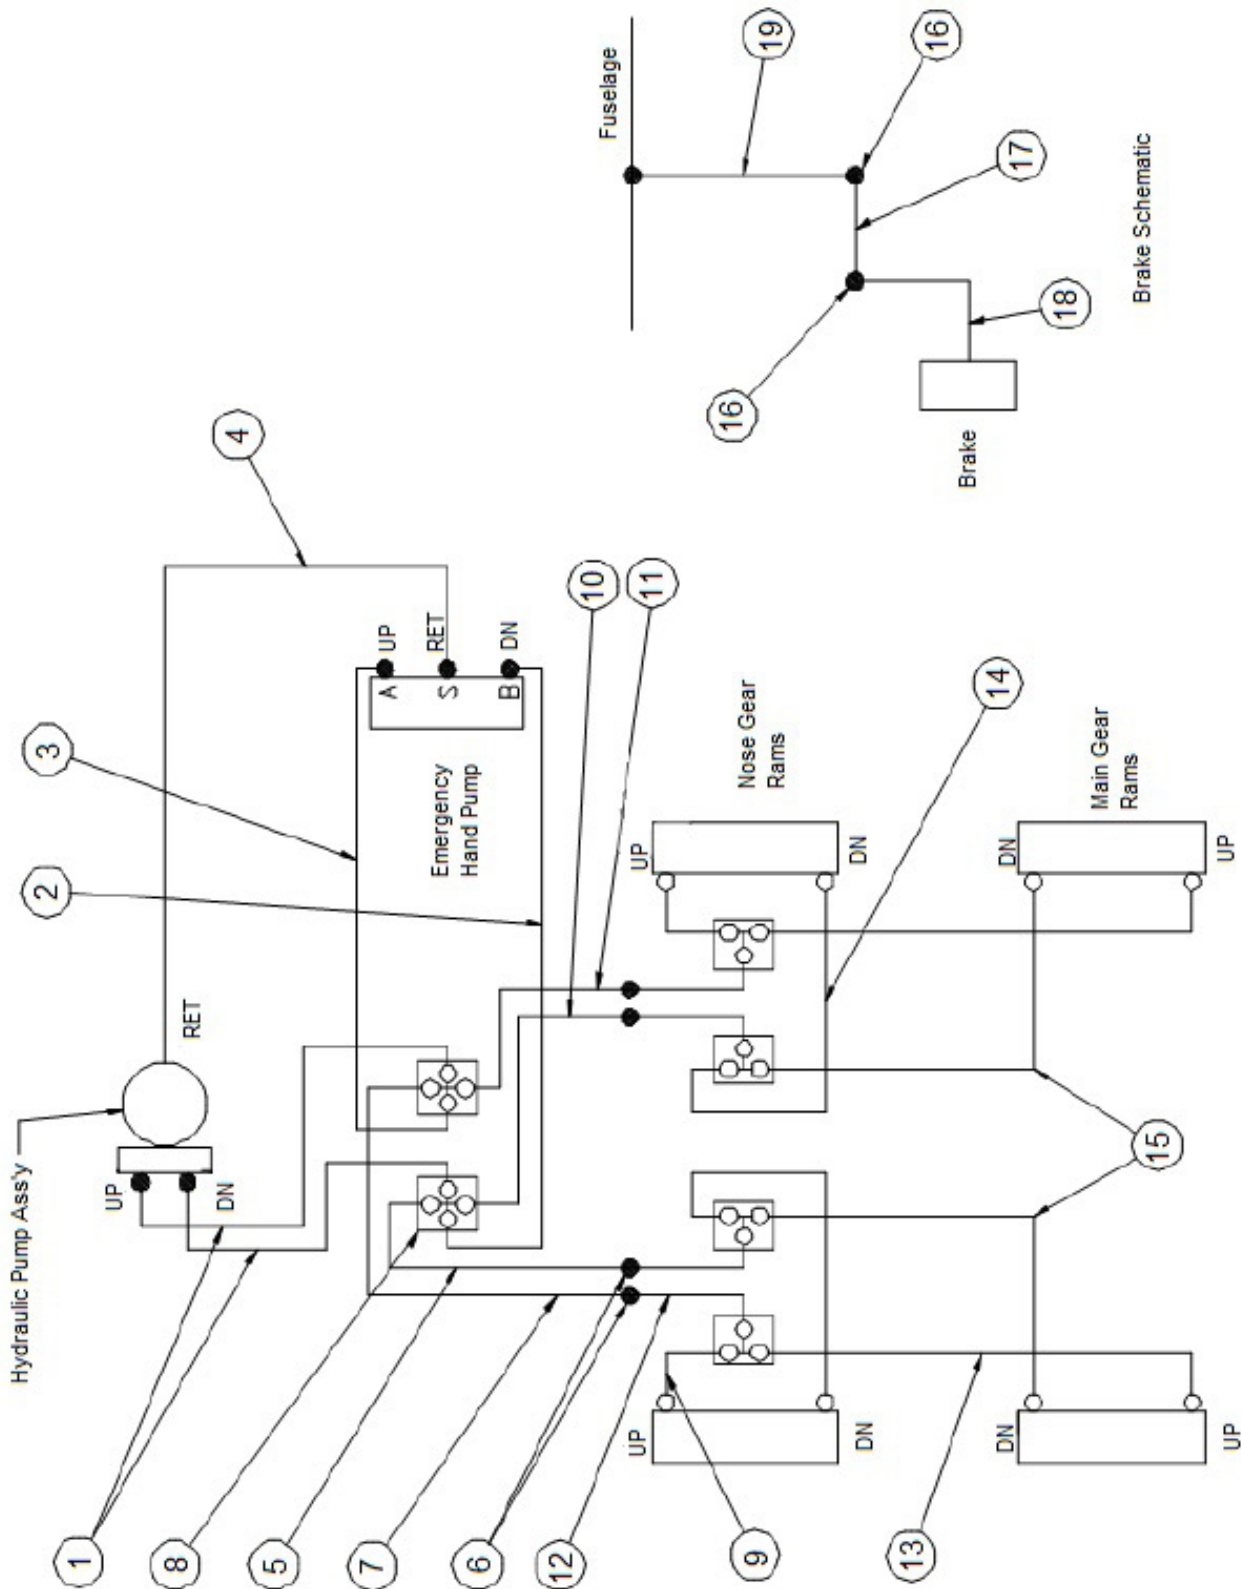 Hydraulic Pump Ass'y
UP
DN
RET
1
8
5
7
6
12
9
13
2
3
4
Emergency
Hand Pump
A
S
B
UP
RET
DN
10
11
14
15
Nose Gear
Rams
UP
DN
UP
DN
Main Gear
Rams
DN
UP
DN
UP
Fuselage
19
16
17
16
18
Brake
Brake Schematic